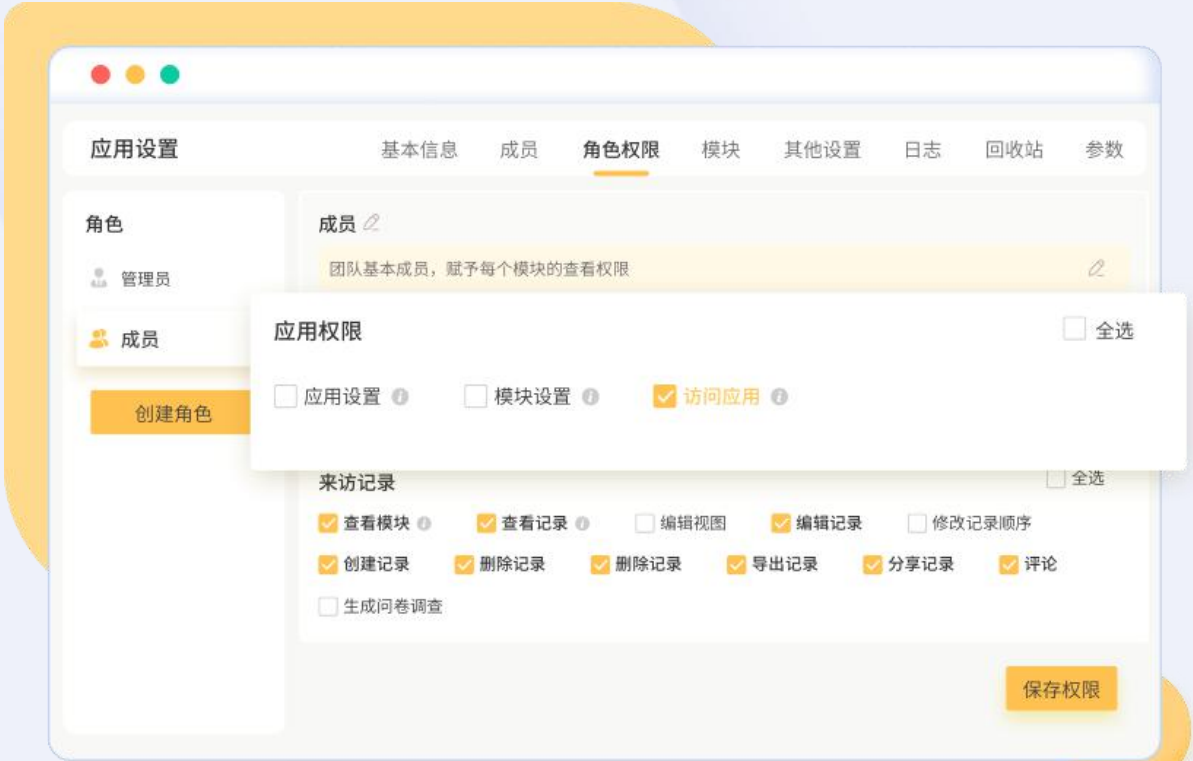 应用设置 基本信息 成员 角色权限 模块 其他设置 日志 回收站 参数
角色
管理员
成员
创建角色
成员
团队基本成员，赋予每个模块的查看权限
应用权限 全选
应用设置 模块设置 访问应用
来访记录 全选
查看模块 查看记录 编辑视图 编辑记录 修改记录顺序
创建记录 删除记录 删除记录 导出记录 分享记录 评论
生成问卷调查
保存权限